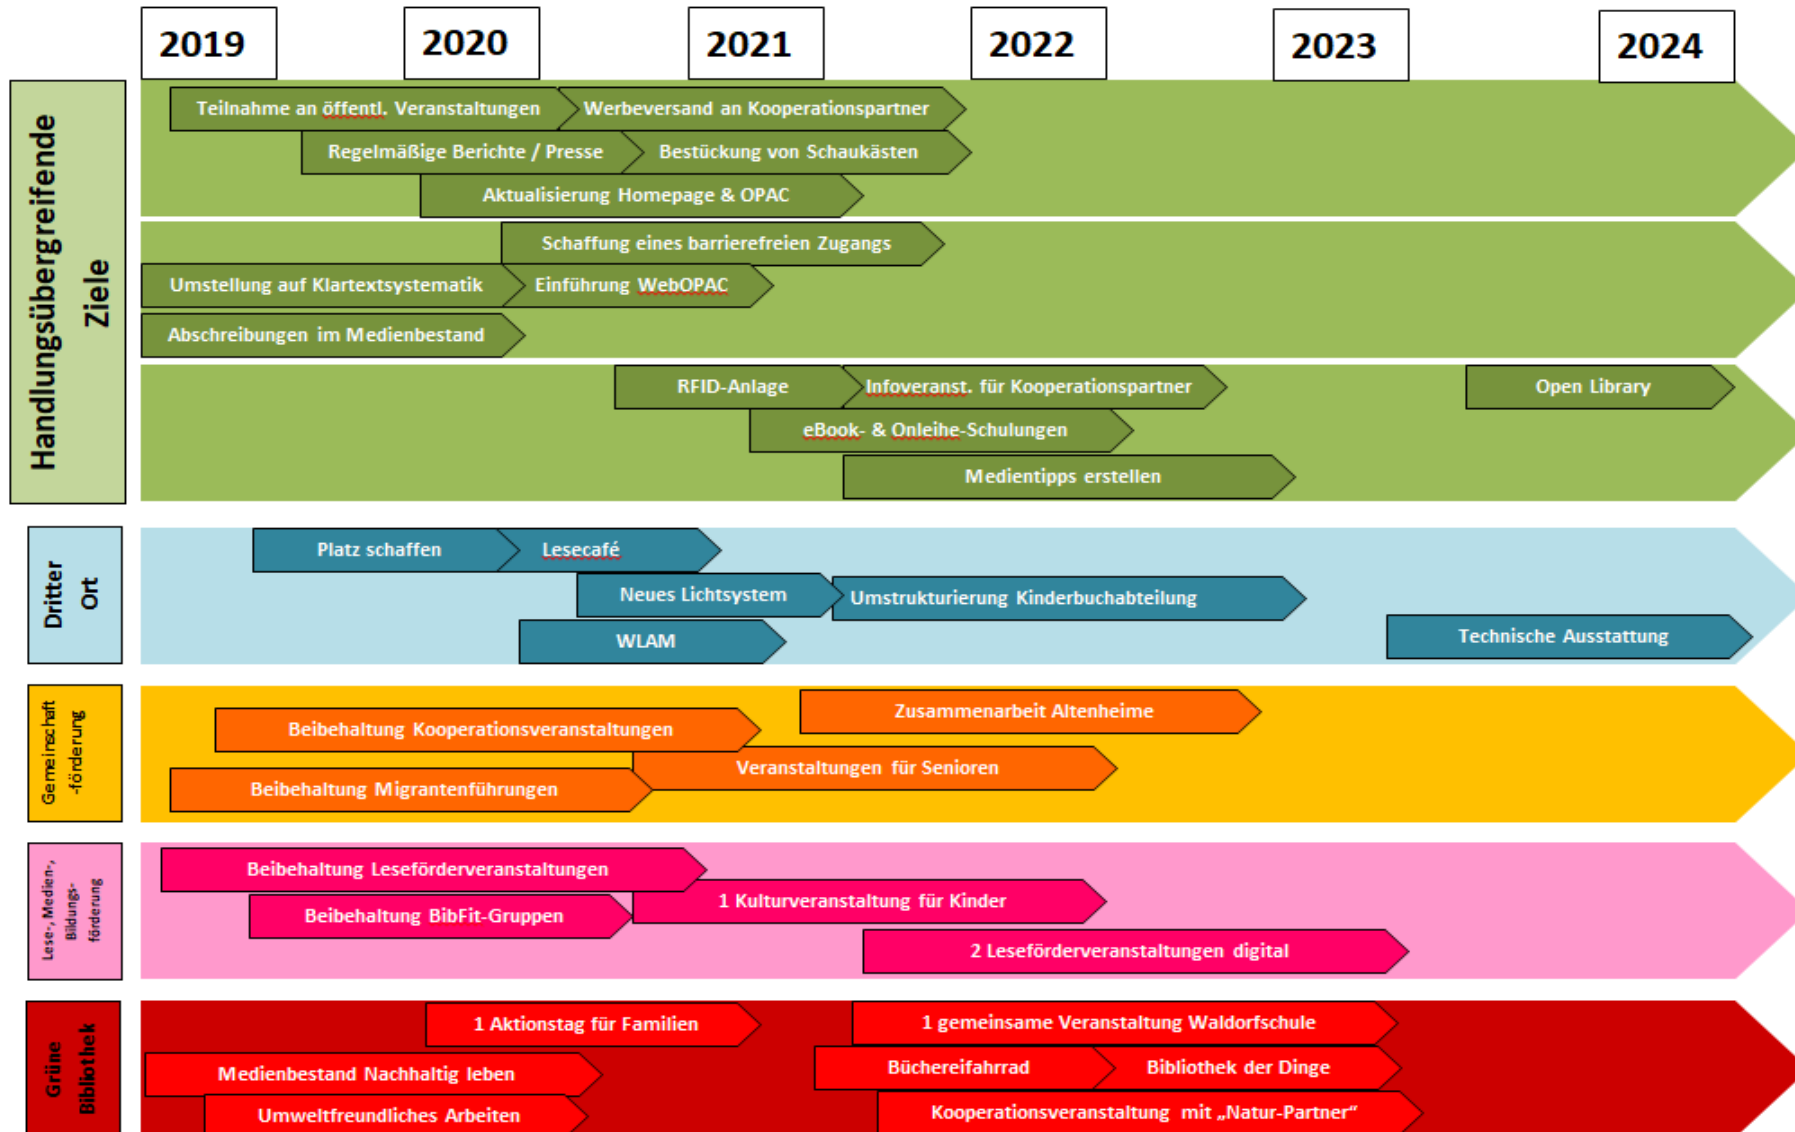 2019
2020
2021
2022
2023
2024
Handlungsübergreifende
Ziele
Teilnahme an öffentl. Veranstaltungen
Werbeversand an Kooperationspartner
Regelmäßige Berichte / Presse
Bestückung von Schaukästen
Aktualisierung Homepage & OPAC
Schaffung eines barrierefreien Zugangs
Umstellung auf Klartextsystematik
Einführung WebOPAC
Abschreibungen im Medienbestand
RFID-Anlage
Infoveranst. für Kooperationspartner
Open Library
eBook- & Onleihe-Schulungen
Medientipps erstellen
Dritter
Ort
Platz schaffen
Lesecafé
Neues Lichtsystem
Umstrukturierung Kinderbuchabteilung
WLAM
Technische Ausstattung
Gemeinschaft
-förderung
Zusammenarbeit Altenheime
Beibehaltung Kooperationsveranstaltungen
Veranstaltungen für Senioren
Beibehaltung Migrantenführungen
Lese-, Medien-,
Bildungs-
förderung
Beibehaltung Leseförderveranstaltungen
1 Kulturveranstaltung für Kinder
Beibehaltung BibFit-Gruppen
2 Leseförderveranstaltungen digital
Grüne
Bibliothek
1 Aktionstag für Familien
1 gemeinsame Veranstaltung Waldorfschule
Medienbestand Nachhaltig leben
Büchereifahrrad
Bibliothek der Dinge
Umweltfreundliches Arbeiten
Kooperationsveranstaltung mit „Natur-Partner“